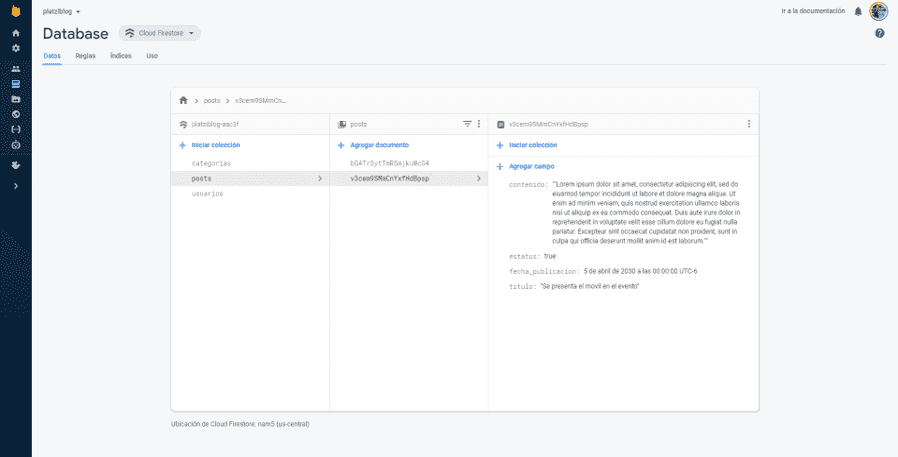 platziblog
Ir a la documentación
Database
Cloud Firestore
Datos
Reglas
Índices
Uso
posts
v3cem9SMmCnYxf...
platziblog-aac3f
posts
v3cem9SMmCnYxfHdBpsp
Iniciar colección
Agregar documento
Iniciar colección
categorias
posts
usuarios
v3cem9SMmCnYxfHdBpsp
Agregar campo
contenido: "'Lorem ipsum dolor sit amet, consectetur adipiscing elit, sed do
eiusmod tempor incididunt ut labore et dolore magna aliqua. Ut
enim ad minim veniam, quis nostrud exercitation ullamco laboris
nisi ut aliquip ex ea commodo consequat. Duis aute irure dolor in
reprehenderit in voluptate velit esse cillum dolore eu fugiat nulla
pariatur. Excepteur sint occaecat cupidatat non proident, sunt in
culpa qui officia deserunt mollit anim id est laborum.'"
estatus: true
fecha_publicacion: 5 de abril de 2030 a las 00:00:00 UTC-6
titulo: "Se presenta el movil en el evento"
Ubicación de Cloud Firestore: nam5 (us-central)